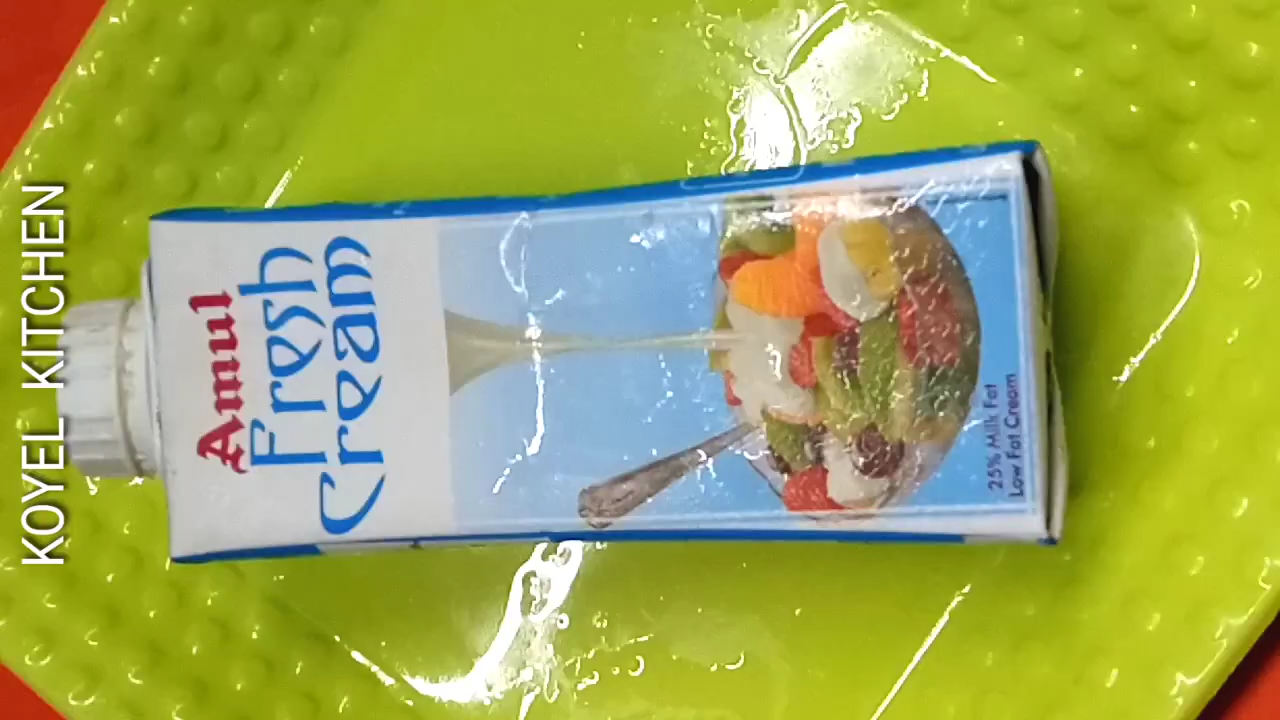 KOYEL KITCHEN
Amul
Fresh
Cream
25% Milk Fat
Low Fat Cream